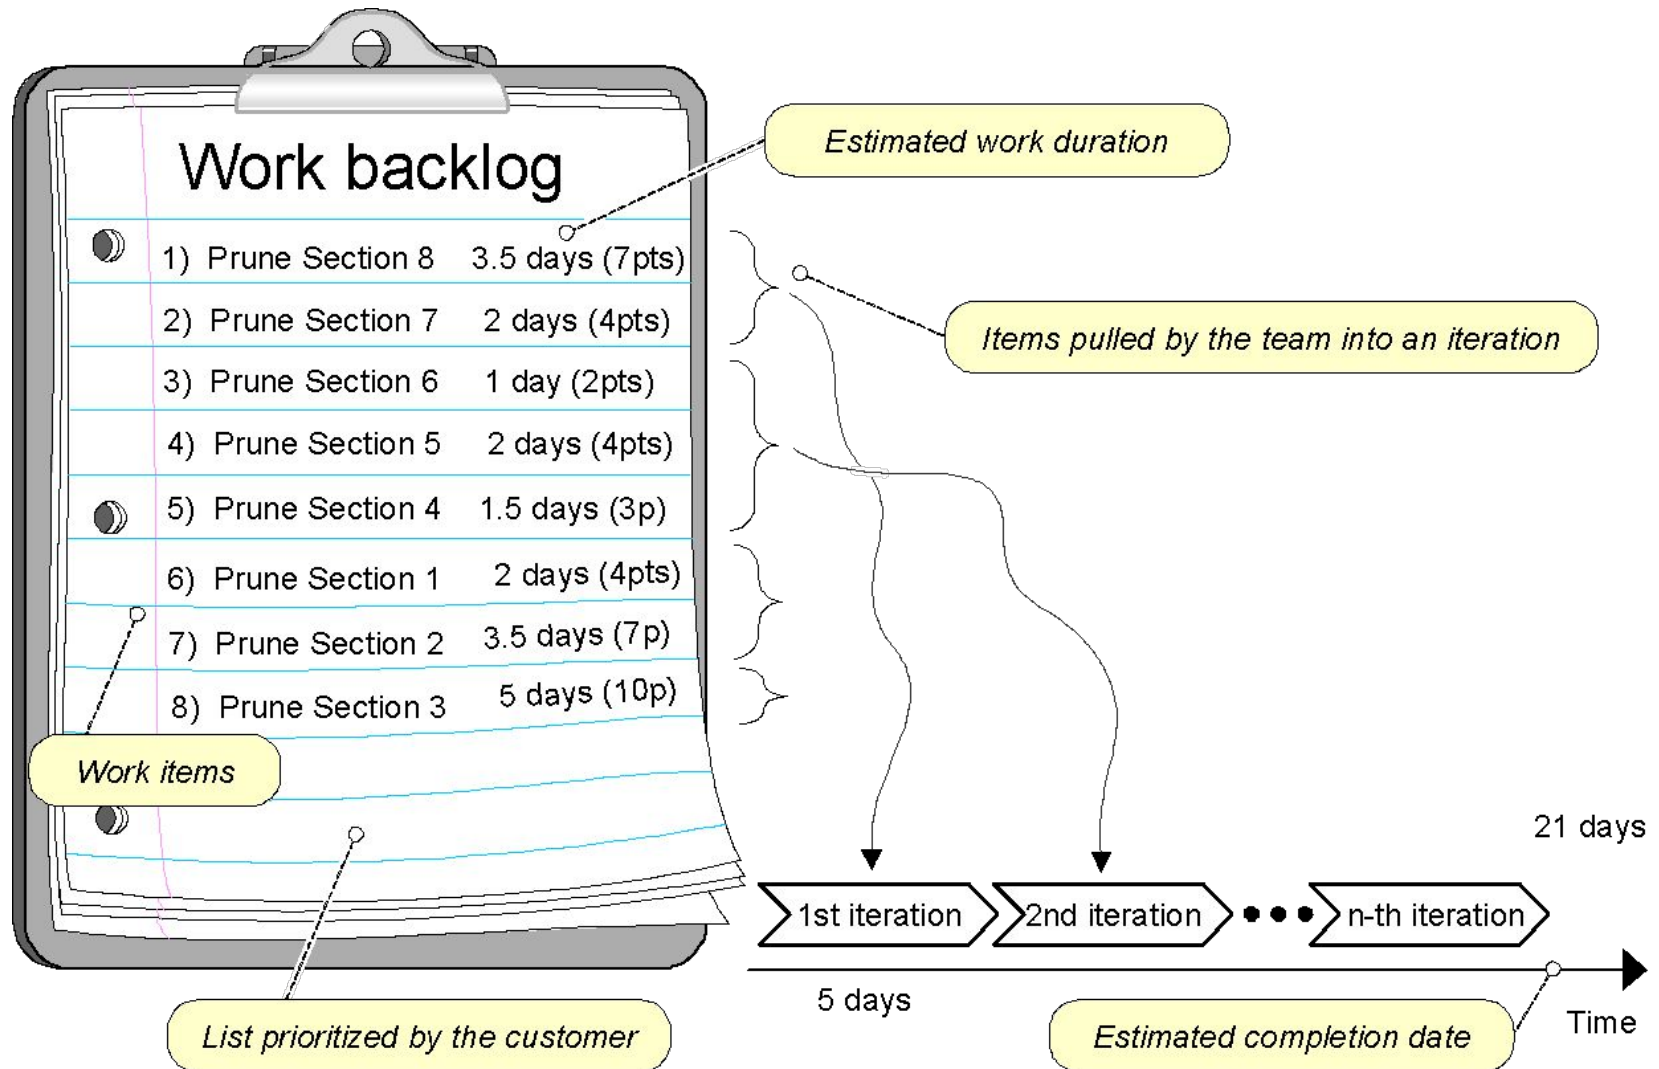 Work backlog
Estimated work duration
1) Prune Section 8 3.5 days (7pts)
2) Prune Section 7 2 days (4pts)
Items pulled by the team into an iteration
3) Prune Section 6 1 day (2pts)
4) Prune Section 5 2 days (4pts)
5) Prune Section 4 1.5 days (3p)
6) Prune Section 1 2 days (4pts)
7) Prune Section 2 3.5 days (7p)
8) Prune Section 3 5 days (10p)
Work items
List prioritized by the customer
21 days
1st iteration
2nd iteration
n-th iteration
5 days
Estimated completion date
Time